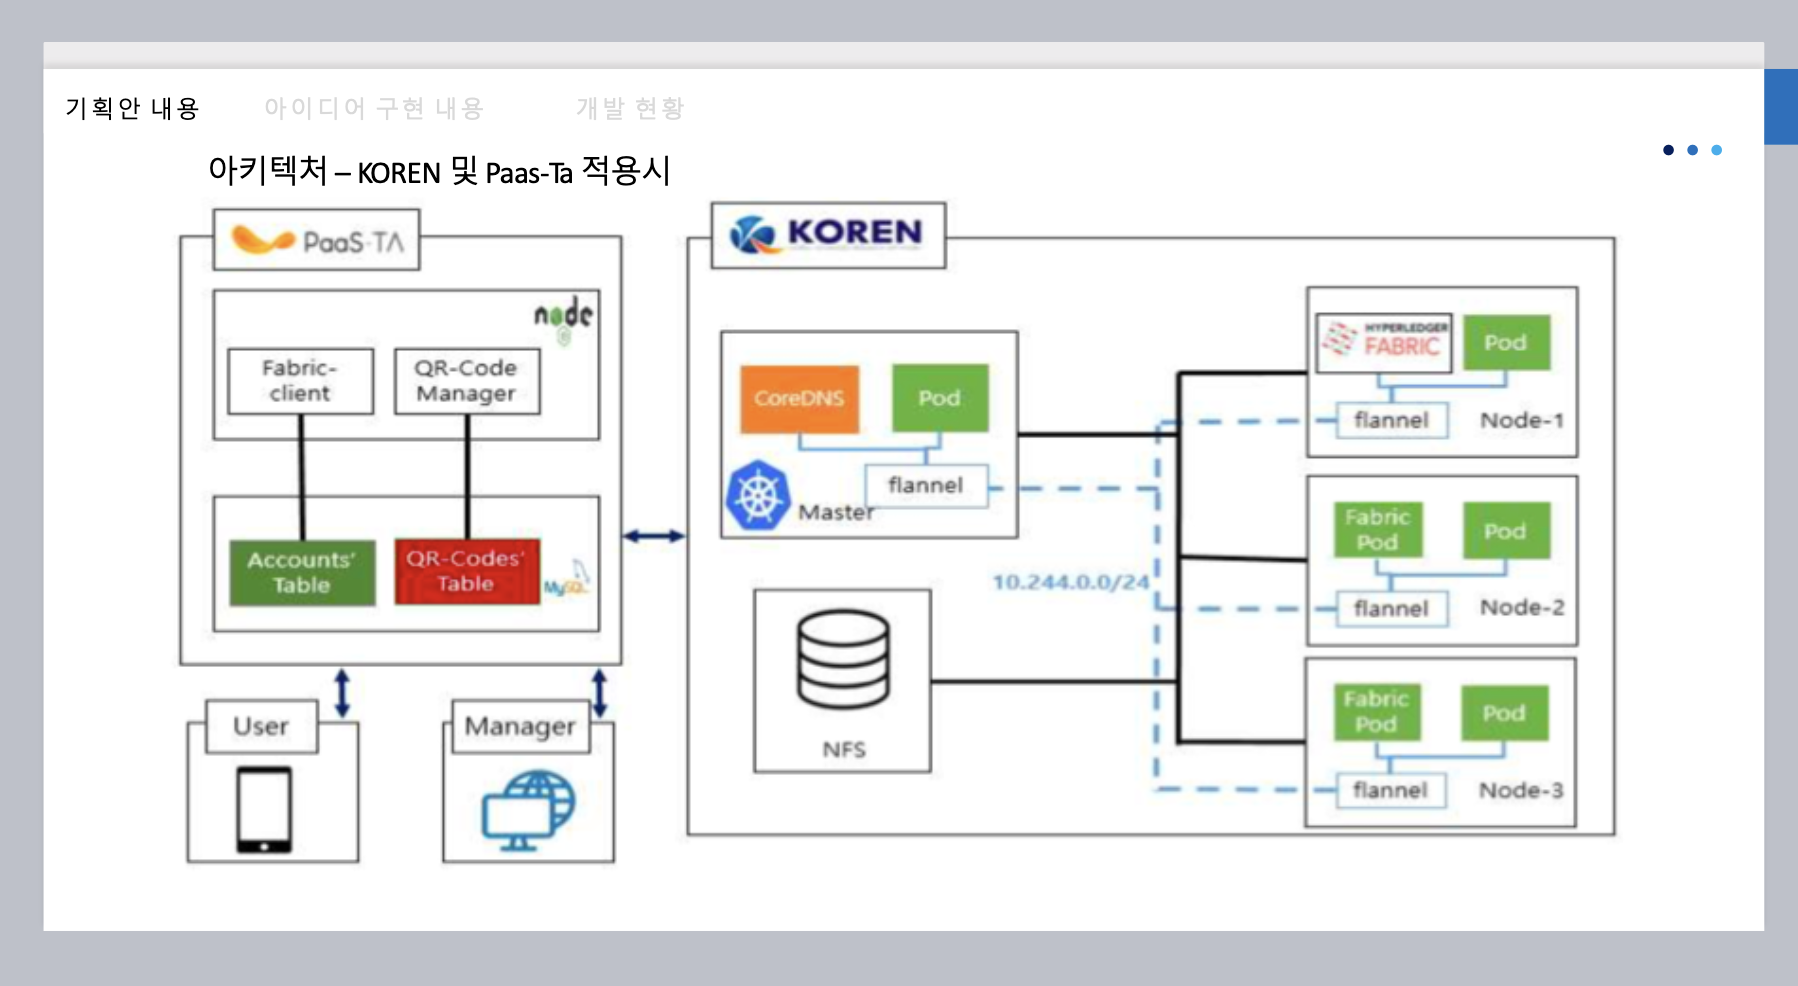 기획안 내용
아이디어 구현 내용
개발 현황
아키텍처 – KOREN 및 Paas-Ta 적용시
PaaS-TA
node
Fabric-
client
QR-Code
Manager
Accounts'
Table
QR-Codes'
Table
MySQL
User
Manager
KOREN
CoreDNS
Pod
flannel
Master
10.244.0.0/24
NFS
HYPERLEDGER
FABRIC
Pod
flannel
Node-1
Fabric
Pod
Pod
flannel
Node-2
Fabric
Pod
Pod
flannel
Node-3